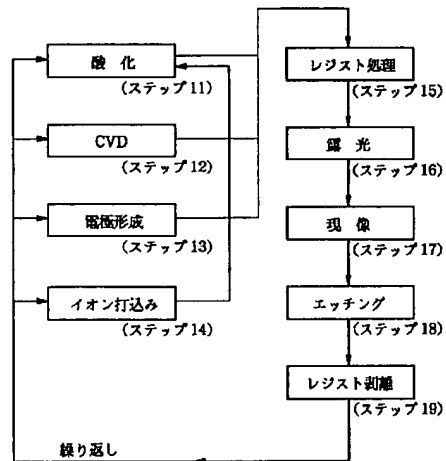 酸 化
(ステップ11)
CVD
(ステップ12)
電極形成
(ステップ13)
イオン打込み
(ステップ14)
レジスト処理
(ステップ15)
露 光
(ステップ16)
現 像
(ステップ17)
エッチング
(ステップ18)
レジスト剥離
(ステップ19)
繰り返し